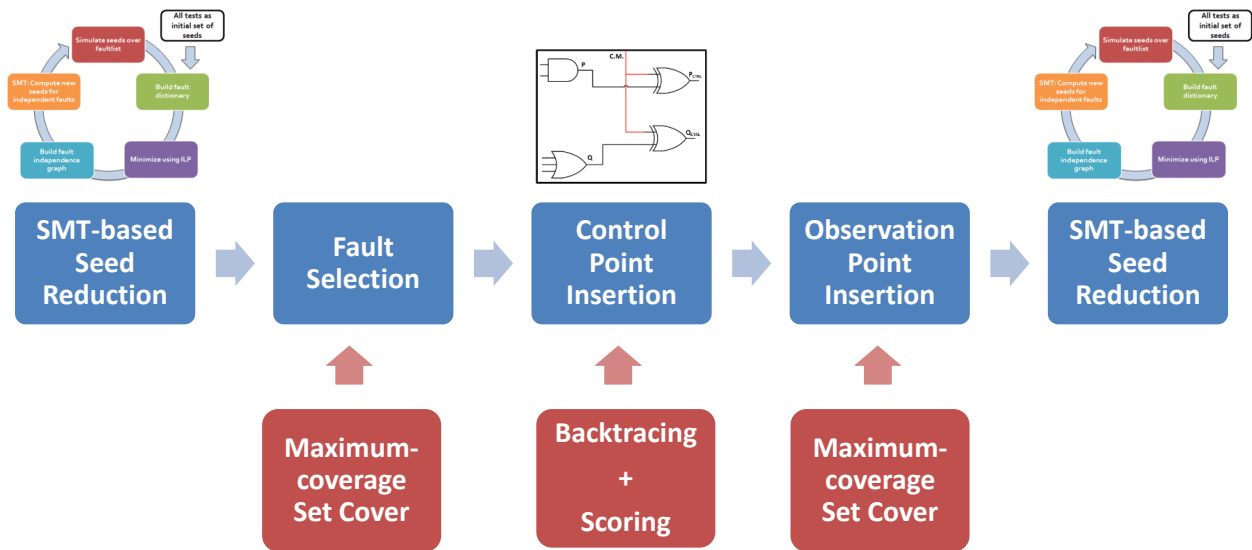 All tests as
initial set of
seeds
Simulate seeds over
faultlist
Build fault
dictionary
Minimize using ILP
Build fault
independence
graph
SMT: Compute new
seeds for
independent faults
C.M.
P
P_CTRL
Q
Q_CTRL
All tests as
initial set of
seeds
Simulate seeds over
faultlist
Build fault
dictionary
Minimize using ILP
Build fault
independence
graph
SMT: Compute new
seeds for
independent faults
SMT-based
Seed
Reduction
Fault
Selection
Control
Point
Insertion
Observation
Point
Insertion
SMT-based
Seed
Reduction
Maximum-
coverage
Set Cover
Backtracing
+
Scoring
Maximum-
coverage
Set Cover